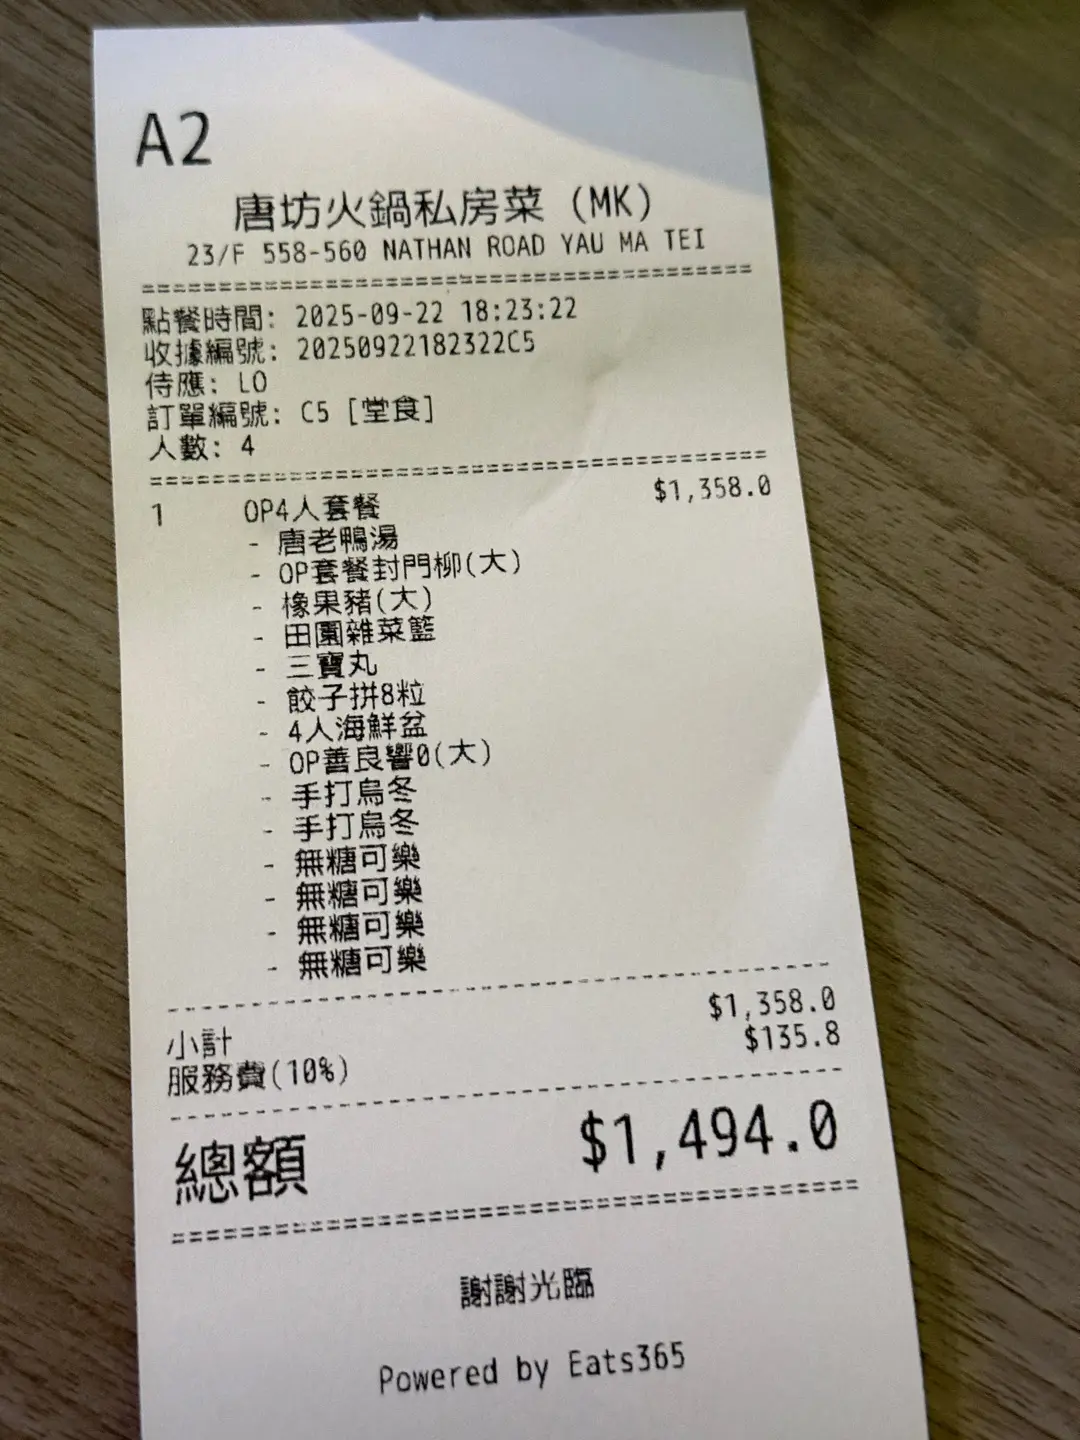 A2
唐坊火鍋私房菜 (MK)
23/F 558-560 NATHAN ROAD YAU MA TEI
點餐時間: 2025-09-22 18:23:22
收據編號: 20250922182322C5
侍應: LO
訂單編號: C5 [堂食]
人數: 4
1 OP4人套餐 $1,358.0
- 唐老鴨湯
- OP套餐封門柳(大)
- 橡果豬(大)
- 田園雜菜籃
- 三寶丸
- 餃子拼8粒
- 4人海鮮盆
- OP善良響0(大)
- 手打烏冬
- 手打烏冬
- 無糖可樂
- 無糖可樂
- 無糖可樂
- 無糖可樂
小計 $1,358.0
服務費(10%) $135.8
總額 $1,494.0
謝謝光臨
Powered by Eats365